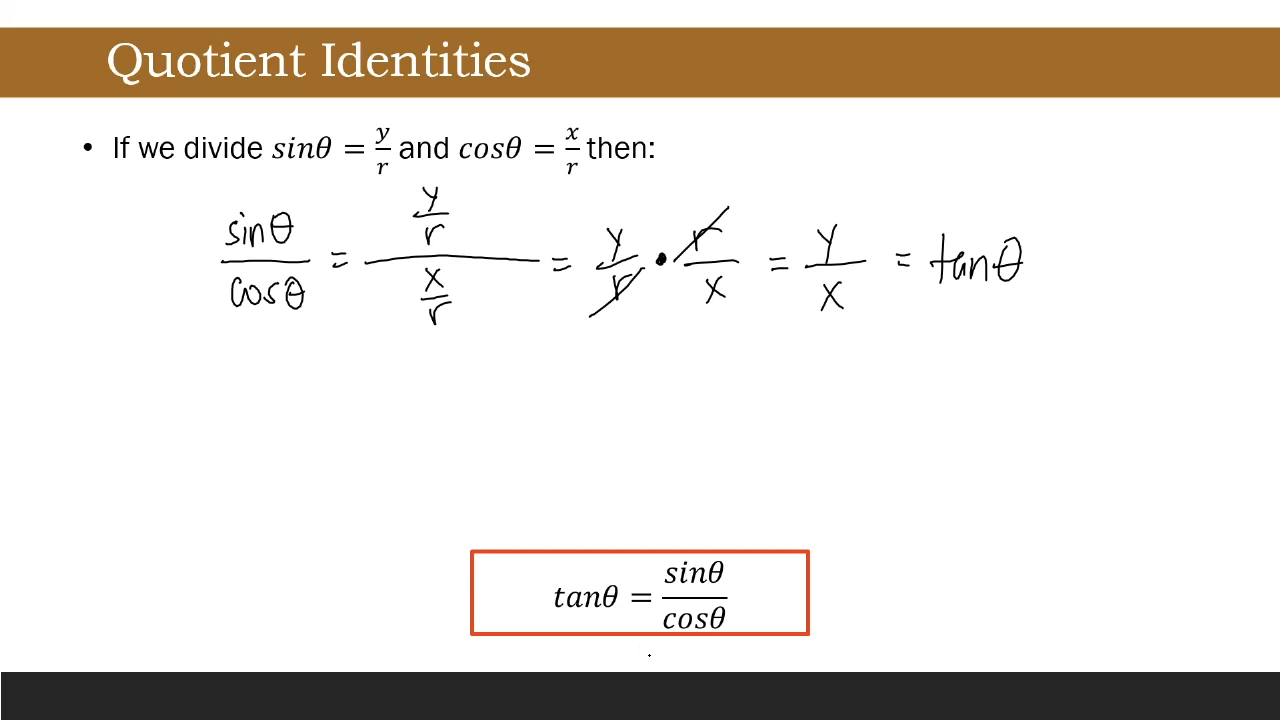 Quotient Identities
• If we divide 𝑠𝑖𝑛𝜃 = 𝑦/𝑟 and 𝑐𝑜𝑠𝜃 = 𝑥/𝑟 then:
sinθ/cosθ = (y/r)/(x/r) = y/r • r/x = y/x = tanθ
𝑡𝑎𝑛𝜃 = 𝑠𝑖𝑛𝜃/𝑐𝑜𝑠𝜃